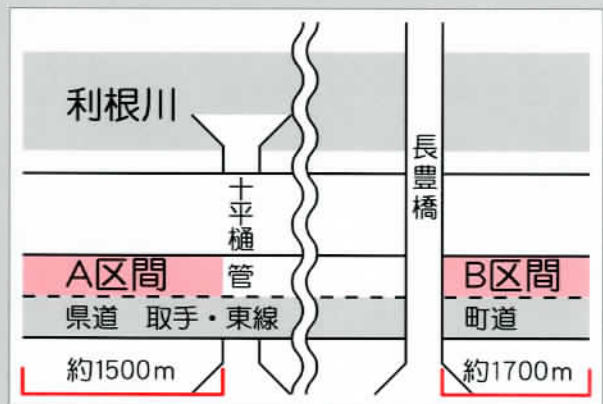 利根川
十平樋管
長豊橋
A区間
B区間
県道 取手・東線
町道
約1500m
約1700m